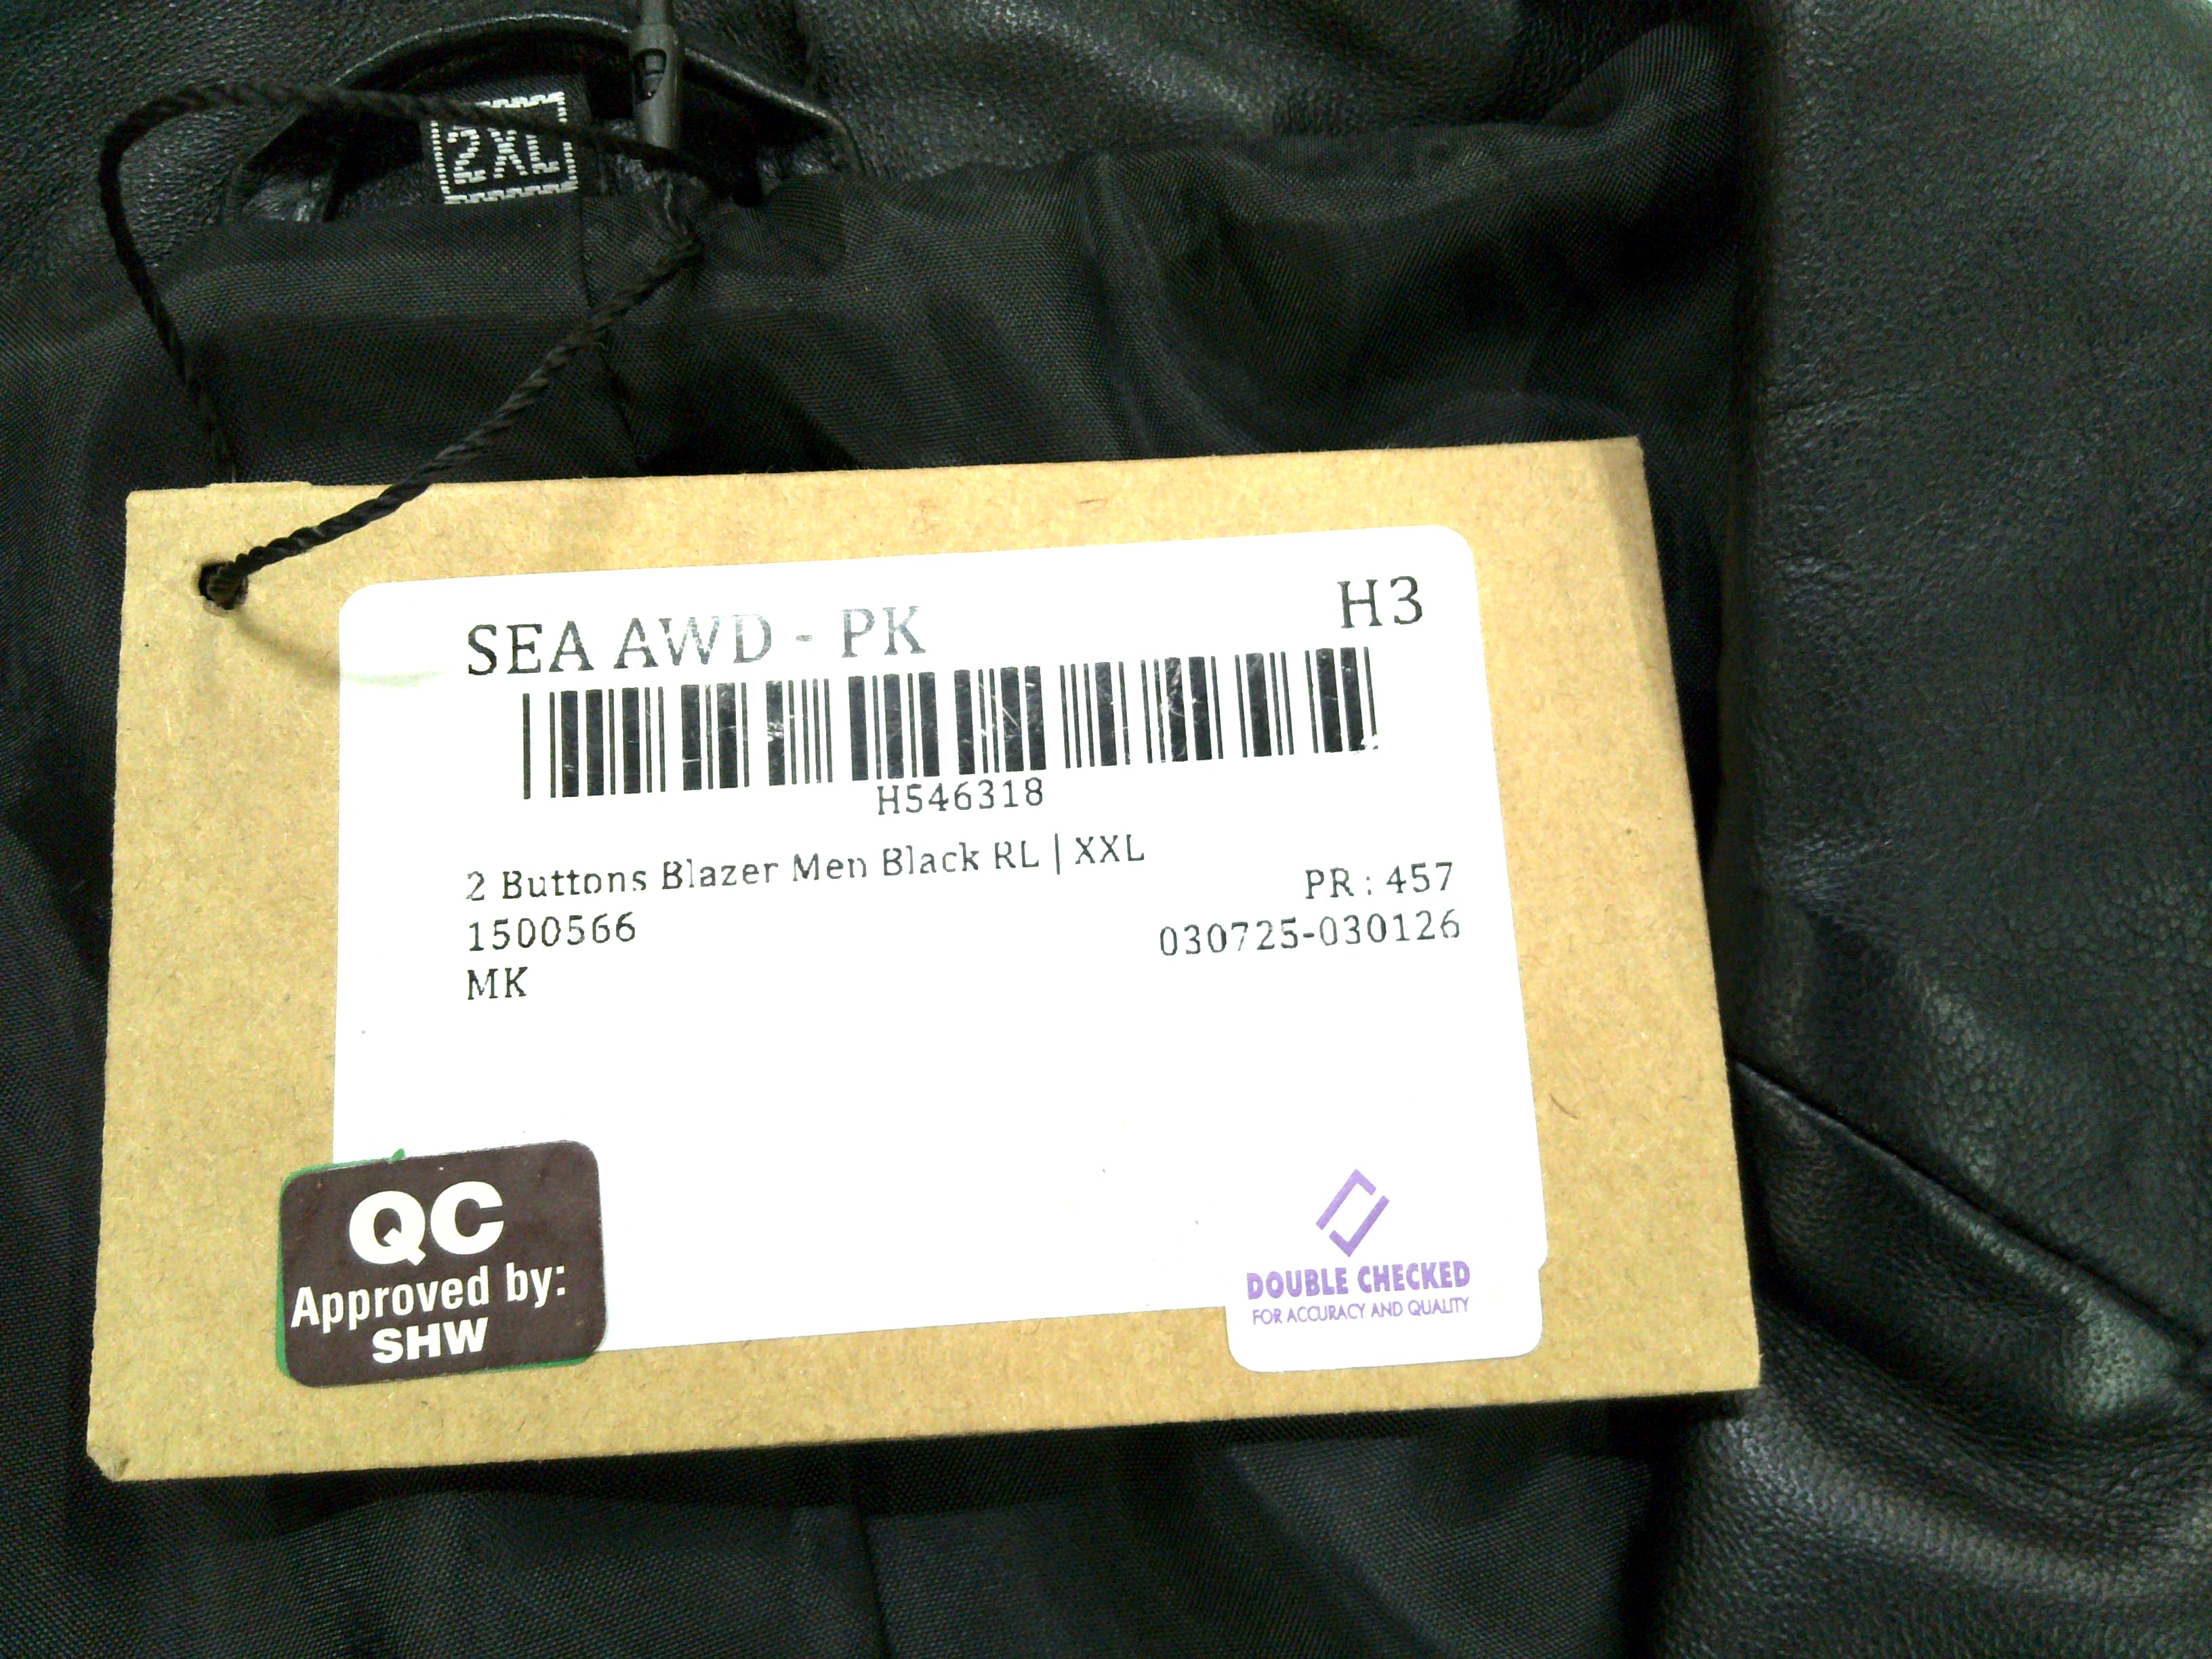 2XL
SEA AWD - PK
H3
H546318
2 Buttons Blazer Men Black RL | XXL
PR : 457
1500566
030725-030126
MK
QC
Approved by:
SHW
DOUBLE CHECKED
FOR ACCURACY AND QUALITY